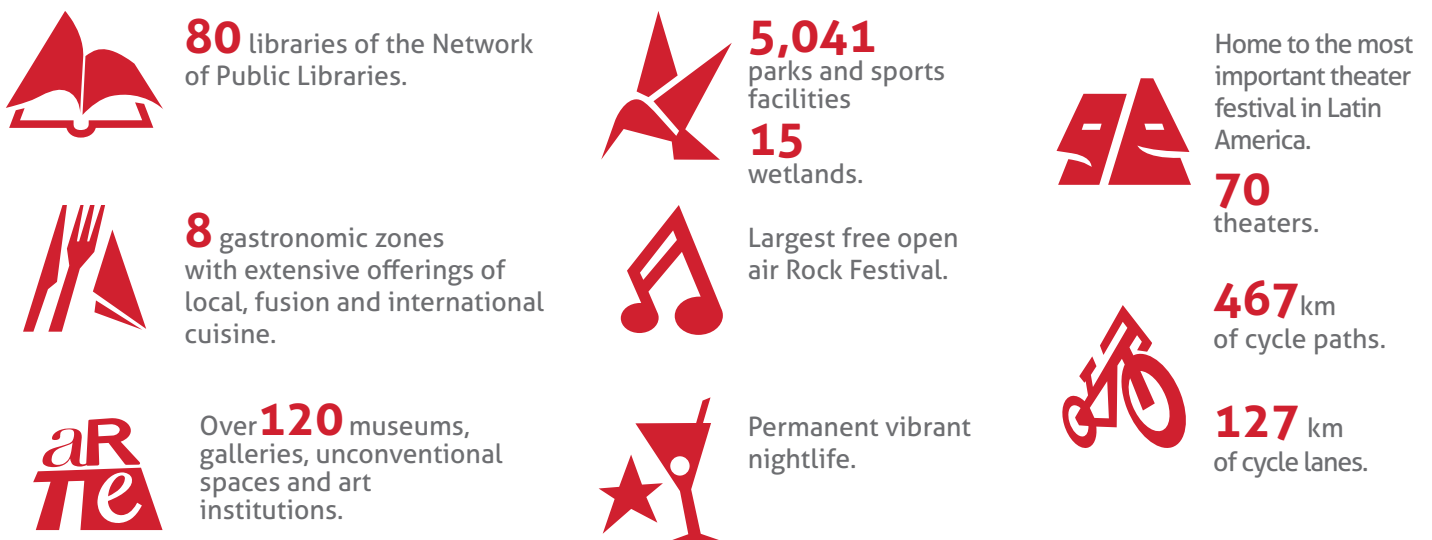 80 libraries of the Network
of Public Libraries.
8 gastronomic zones
with extensive offerings of
local, fusion and international
cuisine.
aR
Te
Over 120 museums,
galleries, unconventional
spaces and art
institutions.
5,041
parks and sports
facilities
15
wetlands.
Largest free open
air Rock Festival.
Permanent vibrant
nightlife.
Home to the most
important theater
festival in Latin
America.
70
theaters.
467 km
of cycle paths.
127 km
of cycle lanes.